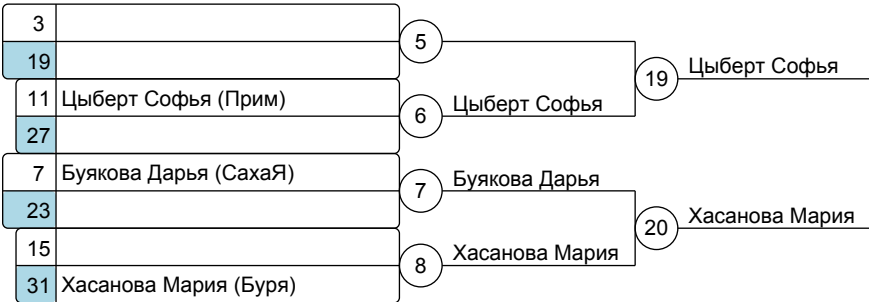 3
5
19
Цыберт Софья
19
11 Цыберт Софья (Прим)
6
Цыберт Софья
27
7 Буякова Дарья (СахаЯ)
7
Буякова Дарья
23
20
Хасанова Мария
15
8
Хасанова Мария
31 Хасанова Мария (Буря)